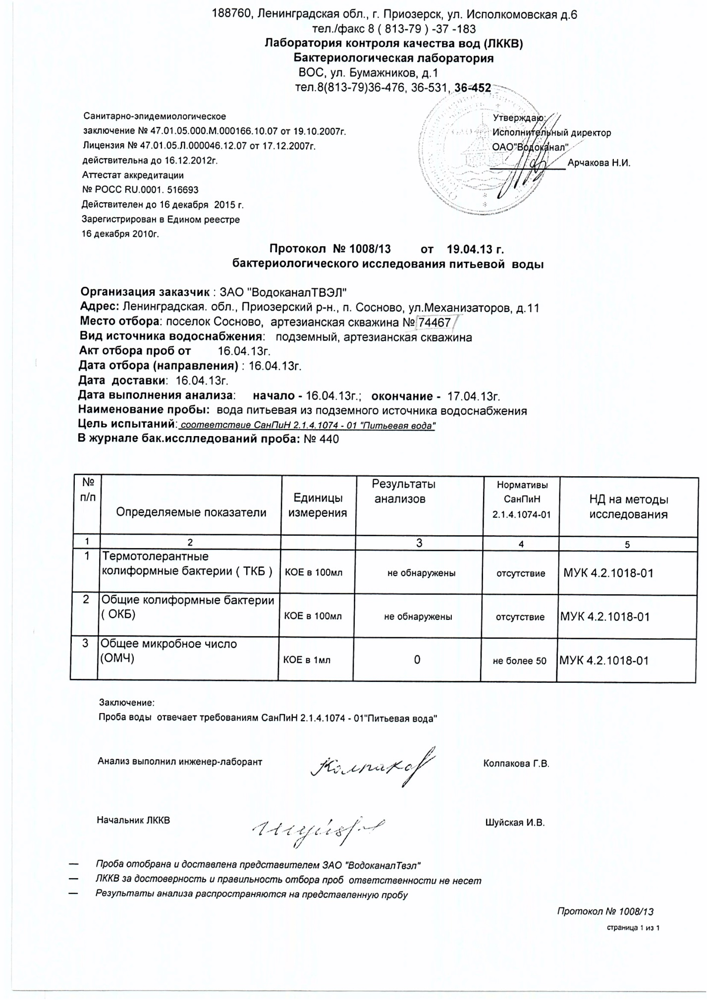 188760, Ленинградская обл., г. Приозерск, ул. Исполкомовская д.6
тел./факс 8 ( 813-79 ) -37 -183
Лаборатория контроля качества вод (ЛККВ)
Бактериологическая лаборатория
ВОС, ул. Бумажников, д.1
тел.8(813-79)36-476, 36-531, 36-452
Санитарно-эпидемиологическое
заключение № 47.01.05.000.М.000166.10.07 от 19.10.2007г.
Лицензия № 47.01.05.Л.000046.12.07 от 17.12.2007г.
действительна до 16.12.2012г.
Аттестат аккредитации
№ РОСС RU.0001. 516693
Действителен до 16 декабря 2015 г.
Зарегистрирован в Едином реестре
16 декабря 2010г.
Утверждаю:
Исполнительный директор
ОАО"Водоканал"
Арчакова Н.И.
Протокол № 1008/13 от 19.04.13 г.
бактериологического исследования питьевой воды
Организация заказчик : ЗАО "ВодоканалТВЭЛ"
Адрес: Ленинградская. обл., Приозерский р-н., п. Сосново, ул.Механизаторов, д.11
Место отбора: поселок Сосново, артезианская скважина № 74467
Вид источника водоснабжения: подземный, артезианская скважина
Акт отбора проб от 16.04.13г.
Дата отбора (направления) : 16.04.13г.
Дата доставки: 16.04.13г.
Дата выполнения анализа: начало - 16.04.13г.; окончание - 17.04.13г.
Наименование пробы: вода питьевая из подземного источника водоснабжения
Цель испытаний: соответствие СанПиН 2.1.4.1074 - 01 "Питьевая вода"
В журнале бак.исслледований проба: № 440
№ п/п Определяемые показатели Единицы измерения Результаты анализов Нормативы СанПиН 2.1.4.1074-01 НД на методы исследования
1 2 3 4 5
1 Термотолерантные колиформные бактерии ( ТКБ ) КОЕ в 100мл не обнаружены отсутствие МУК 4.2.1018-01
2 Общие колиформные бактерии ( ОКБ) КОЕ в 100мл не обнаружены отсутствие МУК 4.2.1018-01
3 Общее микробное число (ОМЧ) КОЕ в 1мл 0 не более 50 МУК 4.2.1018-01
Заключение:
Проба воды отвечает требованиям СанПиН 2.1.4.1074 - 01"Питьевая вода"
Анализ выполнил инженер-лаборант Колпаков Колпакова Г.В.
Начальник ЛККВ Шуйская И.В.
— Проба отобрана и доставлена представителем ЗАО "ВодоканалТвэл"
— ЛККВ за достоверность и правильность отбора проб ответственности не несет
— Результаты анализа распространяются на представленную пробу
Протокол № 1008/13
страница 1 из 1